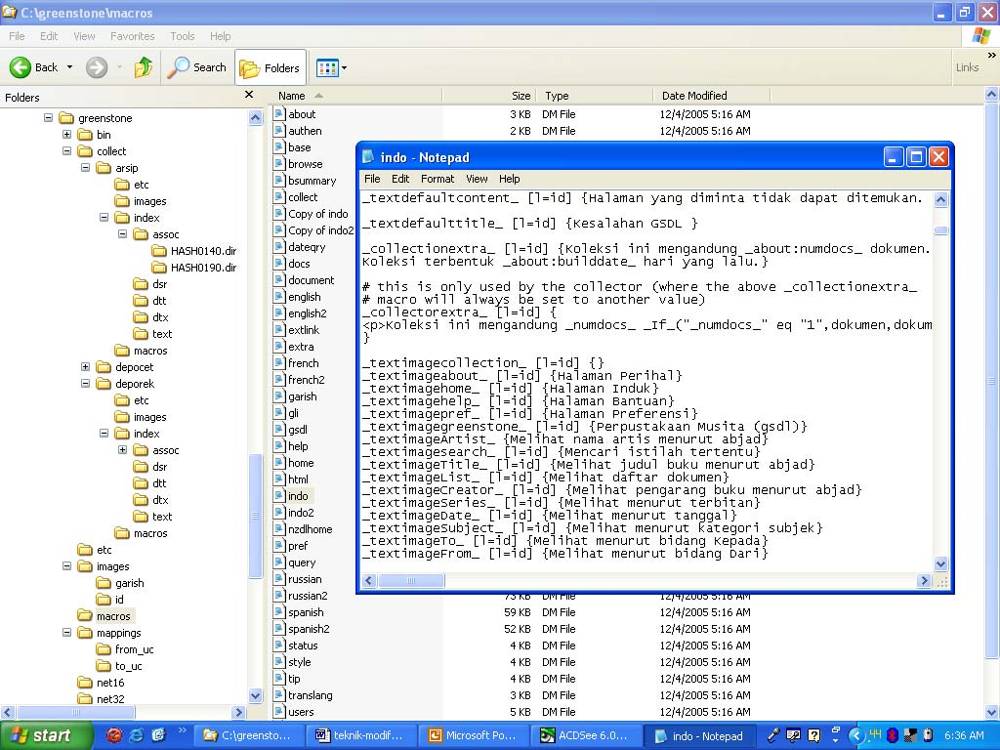 C:\greenstone\macros
File Edit View Favorites Tools Help
Back Search Folders Links
Folders
Name Size Type Date Modified
greenstone
bin
collect
arsip
etc
images
index
assoc
HASH0140.dir
HASH0190.dir
dsr
dtt
dtx
text
macros
depocet
deporek
etc
images
index
assoc
dsr
dtt
dtx
text
macros
etc
images
garish
id
macros
mappings
from_uc
to_uc
net16
net32
about 3 KB DM File 12/4/2005 5:16 AM
authen 2 KB DM File 12/4/2005 5:16 AM
base
browse
bsummary
collect
Copy of indo
Copy of indo2
dateqry
docs
document
english
english2
extlink
extra
french
french2
garish
gli
gsdl
help
home
html
indo
indo2
nzdlhome
pref
query
russian
russian2 73 KB DM File 12/4/2005 5:16 AM
spanish 59 KB DM File 12/4/2005 5:16 AM
spanish2 52 KB DM File 12/4/2005 5:16 AM
status 4 KB DM File 12/4/2005 5:16 AM
style 4 KB DM File 12/4/2005 5:16 AM
tip 4 KB DM File 12/4/2005 5:16 AM
translang 3 KB DM File 12/4/2005 5:16 AM
users 5 KB DM File 12/4/2005 5:16 AM
indo - Notepad
File Edit Format View Help
_textdefaultcontent_ [l=id] {Halaman yang diminta tidak dapat ditemukan.
_textdefaulttitle_ [l=id] {Kesalahan GSDL }
_collectionextra_ [l=id] {Koleksi ini mengandung _about:numdocs_ dokumen.
Koleksi terbentuk _about:builddate_ hari yang lalu.}
# this is only used by the collector (where the above _collectionextra_
# macro will always be set to another value)
_collectorextra_ [l=id] {
<p>Koleksi ini mengandung _numdocs_ _If_("_numdocs_" eq "1",dokumen,dokum
}
_textimagecollection_ [l=id] {}
_textimageabout_ [l=id] {Halaman Perihal}
_textimagehome_ [l=id] {Halaman Induk}
_textimagehelp_ [l=id] {Halaman Bantuan}
_textimagepref_ [l=id] {Halaman Preferensi}
_textimagegreenstone_ [l=id] {Perpustakaan Musita (gsdl)}
_textimageArtist_ {Melihat nama artis menurut abjad}
_textimagesearch_ [l=id] {Mencari istilah tertentu}
_textimageTitle_ [l=id] {Melihat judul buku menurut abjad}
_textimageList_ [l=id] {Melihat daftar dokumen}
_textimageCreator_ [l=id] {Melihat pengarang buku menurut abjad}
_textimageSeries_ [l=id] {Melihat menurut terbitan}
_textimageDate_ [l=id] {Melihat menurut tanggal}
_textimageSubject_ [l=id] {Melihat menurut kategori subjek}
_textimageTo_ [l=id] {Melihat menurut bidang Kepada}
_textimageFrom_ [l=id] {Melihat menurut bidang Dari}
start C:\greensto... teknik-modif... Microsoft Po... ACDSee 6.0... indo - Notepad 44 6:36 AM